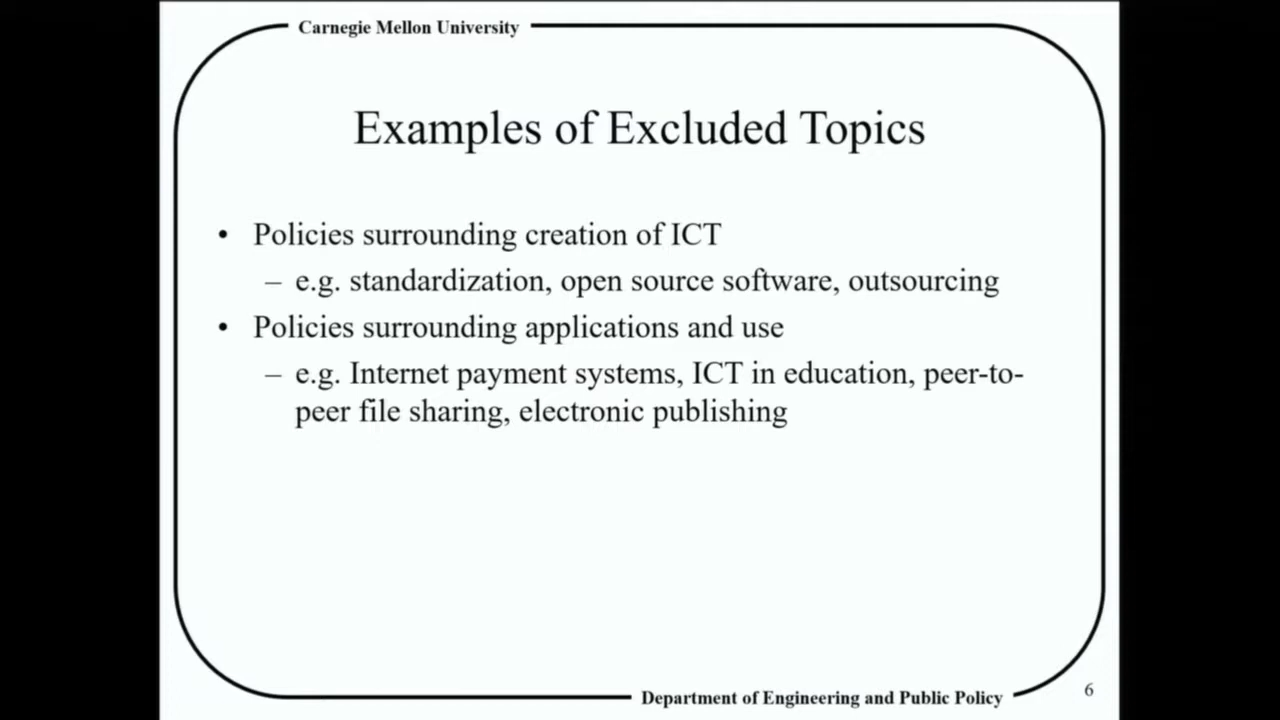 Carnegie Mellon University
Examples of Excluded Topics
• Policies surrounding creation of ICT
– e.g. standardization, open source software, outsourcing
• Policies surrounding applications and use
– e.g. Internet payment systems, ICT in education, peer-to-
peer file sharing, electronic publishing
Department of Engineering and Public Policy
6